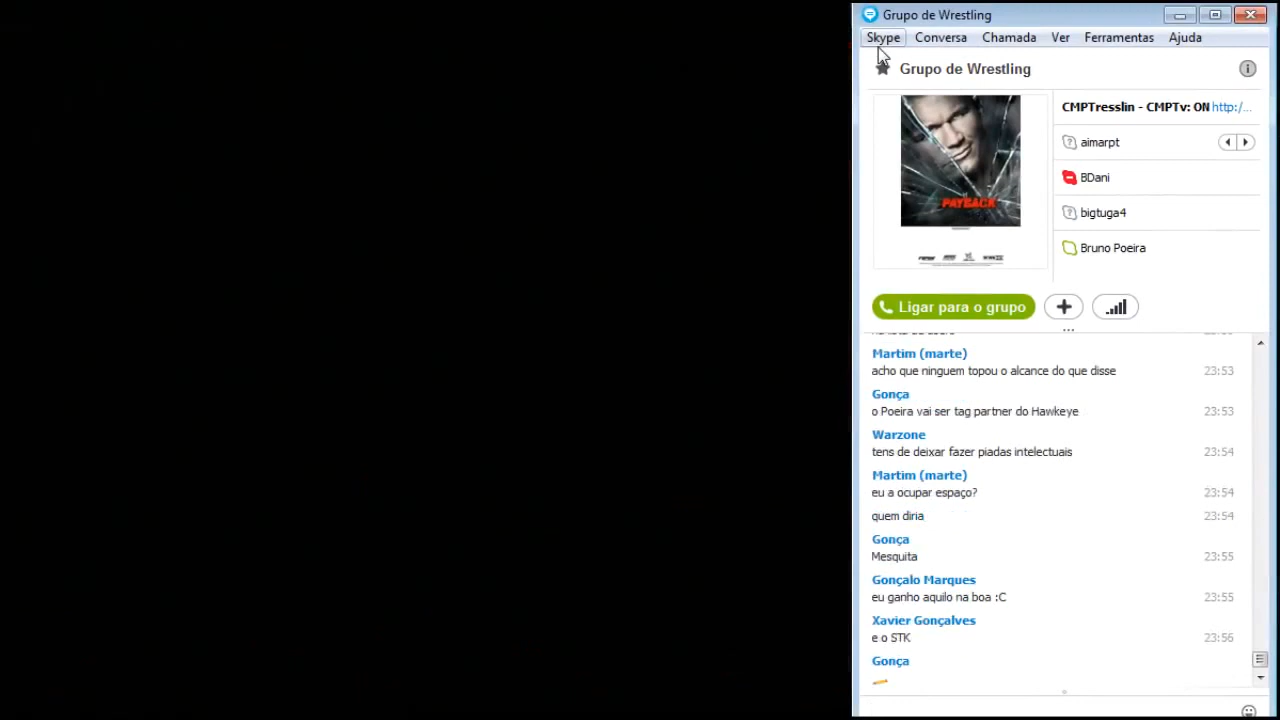 Grupo de Wrestling
Skype Conversa Chamada Ver Ferramentas Ajuda
Grupo de Wrestling
PAYBACK
CMPTresslin - CMPTv: ON http:/...
aimarpt
BDani
bigtuga4
Bruno Poeira
Ligar para o grupo
Martim (marte)
acho que ninguem topou o alcance do que disse 23:53
Gonça
o Poeira vai ser tag partner do Hawkeye 23:53
Warzone
tens de deixar fazer piadas intelectuais 23:54
Martim (marte)
eu a ocupar espaço? 23:54
quem diria 23:54
Gonça
Mesquita 23:55
Gonçalo Marques
eu ganho aquilo na boa :C 23:55
Xavier Gonçalves
e o STK 23:56
Gonça